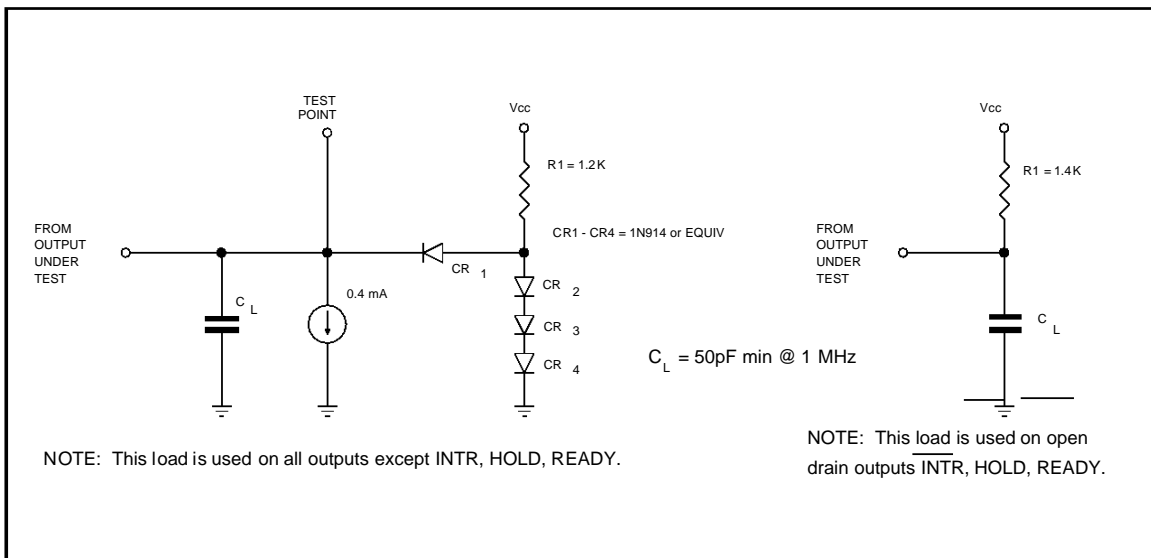 TEST
POINT
Vcc
R1 = 1.2K
FROM
OUTPUT
UNDER
TEST
CR1 - CR4 = 1N914 or EQUIV
CR 1
C L
0.4 mA
CR 2
CR 3
CR 4
C L = 50pF min @ 1 MHz
NOTE: This load is used on all outputs except INTR, HOLD, READY.
Vcc
R1 = 1.4K
FROM
OUTPUT
UNDER
TEST
C L
NOTE: This load is used on open
drain outputs INTR, HOLD, READY.